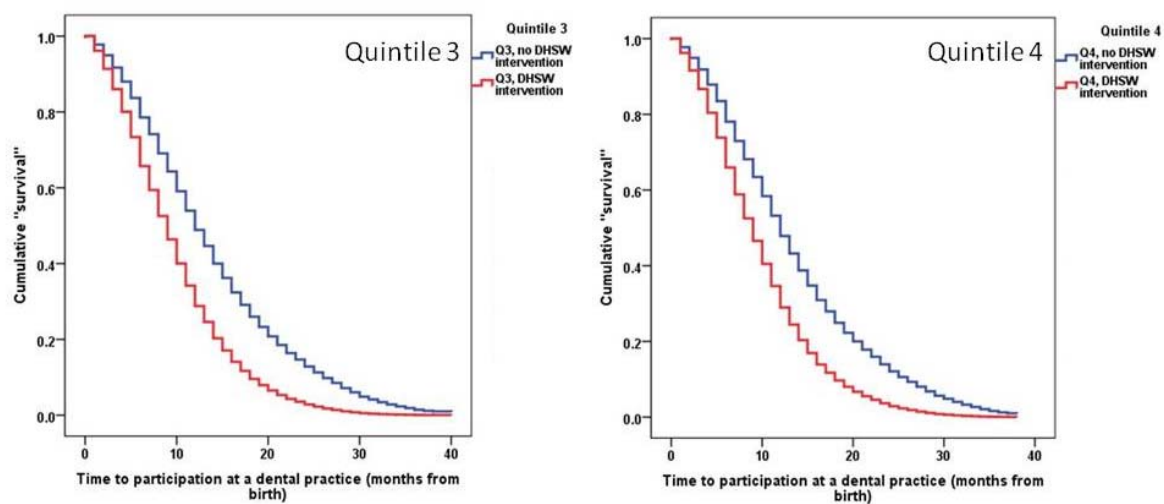 Quintile 3
Quintile 3
Q3, no DHSW
intervention
Q3, DHSW
intervention
1.0
0.8
0.6
0.4
0.2
0.0
Cumulative "survival"
0
10
20
30
40
Time to participation at a dental practice (months from
birth)
Quintile 4
Quintile 4
Q4, no DHSW
intervention
Q4, DHSW
intervention
1.0
0.8
0.6
0.4
0.2
0.0
Cumulative "survival"
0
10
20
30
40
Time to participation at a dental practice (months from
birth)